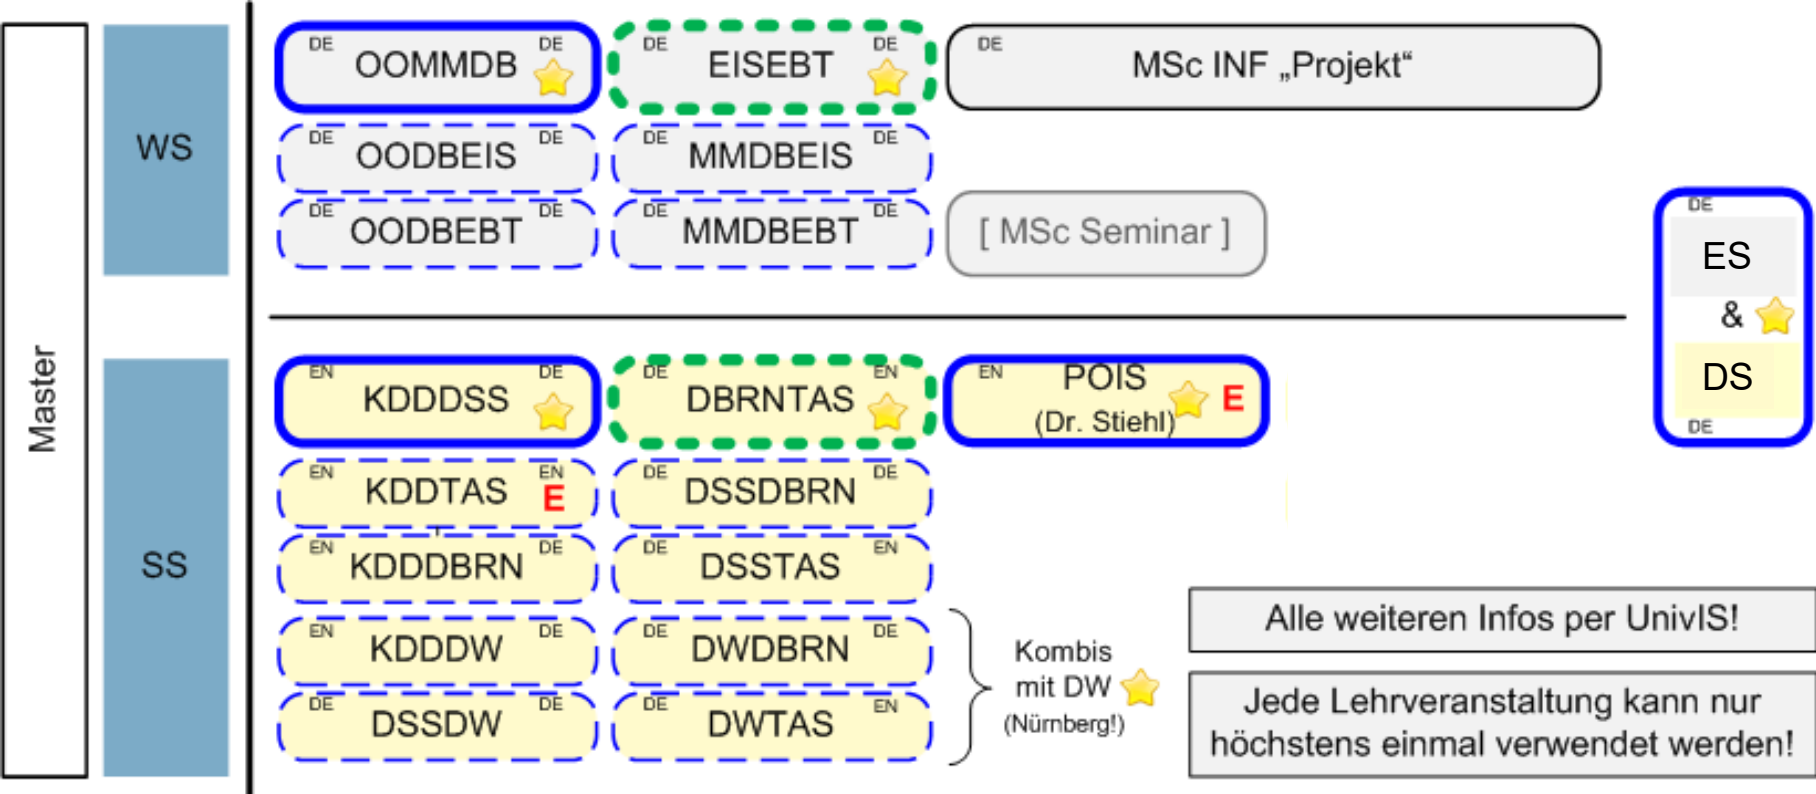 Master
WS
DE OOMMDB DE
DE EISEBT DE
DE MSc INF „Projekt“
DE OODBEIS DE
DE MMDBEIS DE
DE OODBEBT DE
DE MMDBEBT DE
[ MSc Seminar ]
DE
ES
&
DS
DE
SS
EN KDDDSS DE
DE DBRNTAS EN
EN POIS E
(Dr. Stiehl)
EN KDDTAS EN E
DE DSSDBRN DE
EN KDDDBRN DE
DE DSSTAS EN
EN KDDDW DE
DE DWDBRN DE
DE DSSDW DE
DE DWTAS EN
Kombis
mit DW
(Nürnberg!)
Alle weiteren Infos per UnivIS!
Jede Lehrveranstaltung kann nur
höchstens einmal verwendet werden!